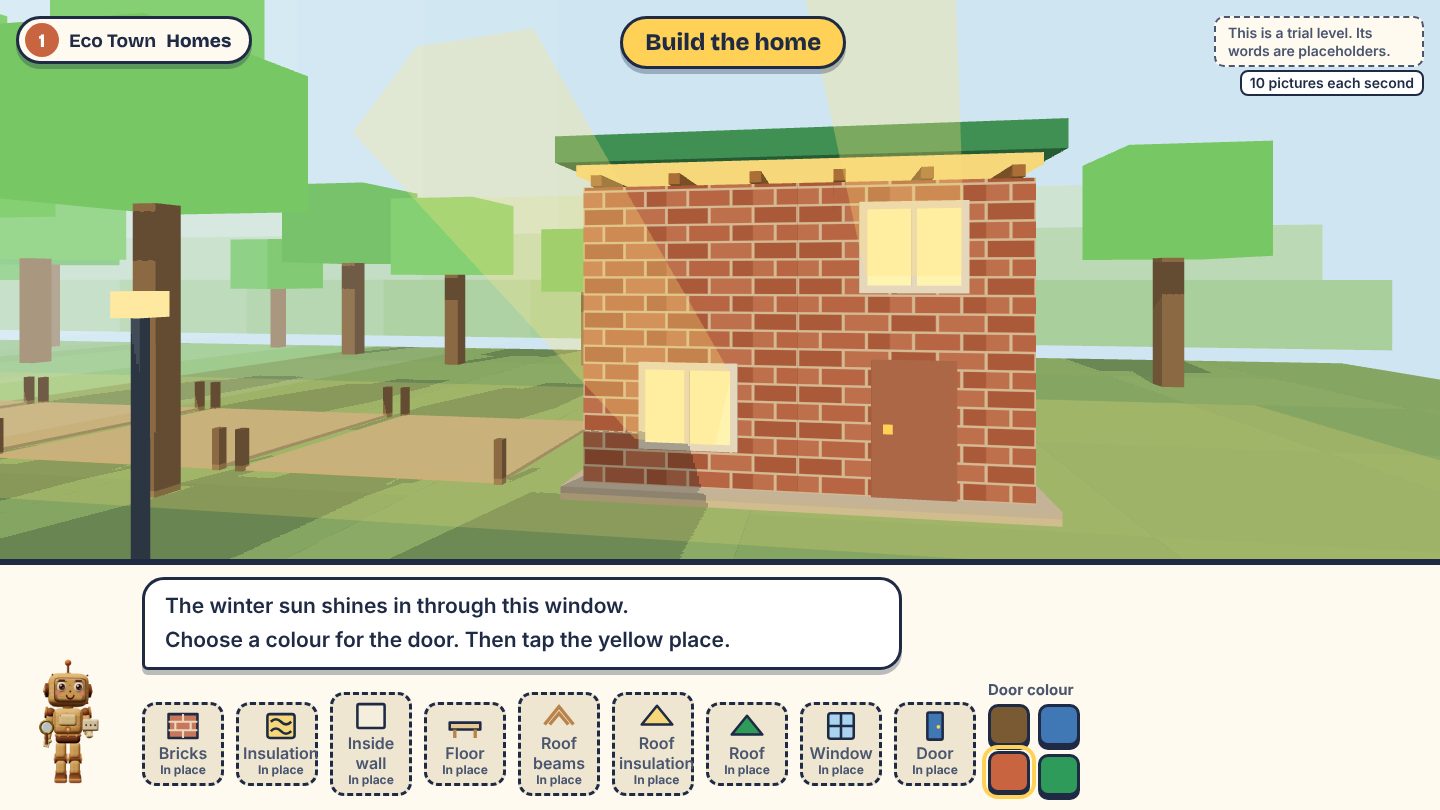 1 Eco Town Homes
Build the home
This is a trial level. Its
words are placeholders.
10 pictures each second
The winter sun shines in through this window.
Choose a colour for the door. Then tap the yellow place.
Bricks
In place
Insulation
In place
Inside
wall
In place
Floor
In place
Roof
beams
In place
Roof
insulation
In place
Roof
In place
Window
In place
Door
In place
Door colour